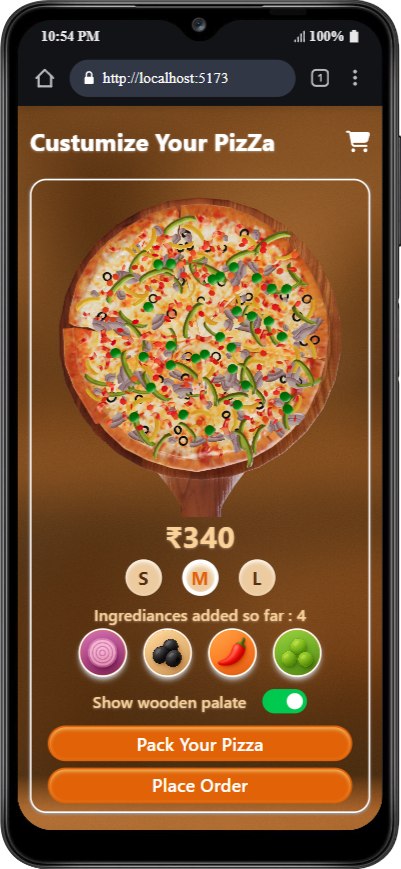 10:54 PM 100%
http://localhost:5173 1
Custumize Your PizZa
₹340
S M L
Ingrediances added so far : 4
Show wooden palate
Pack Your Pizza
Place Order